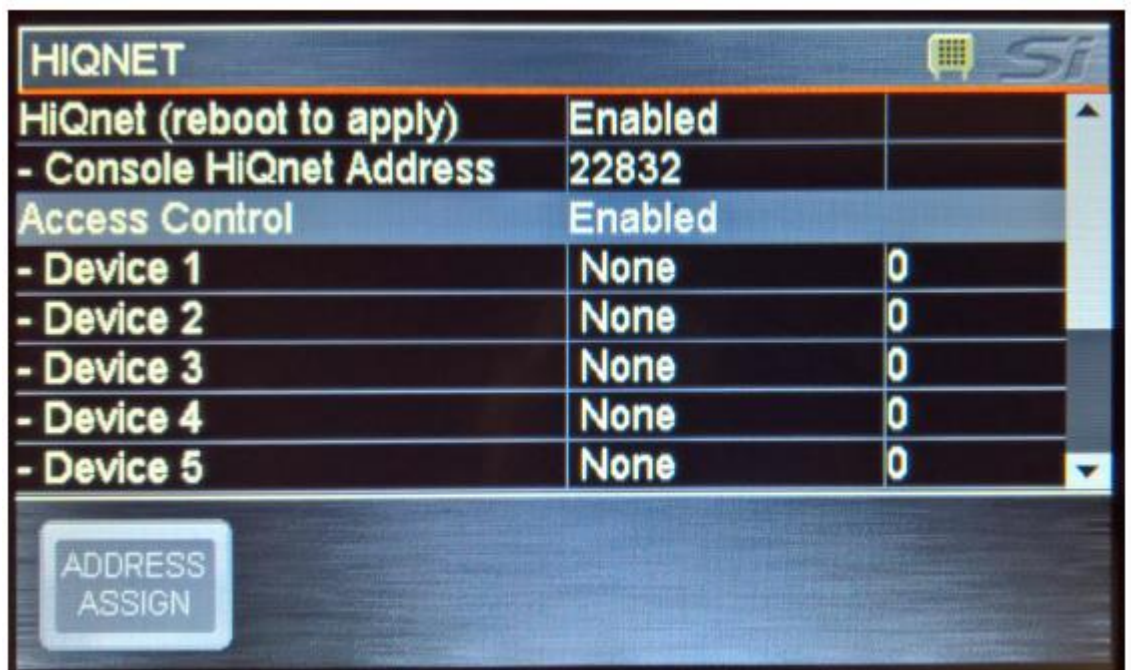 HIQNET Si
HiQnet (reboot to apply) Enabled
- Console HiQnet Address 22832
Access Control Enabled
- Device 1 None 0
- Device 2 None 0
- Device 3 None 0
- Device 4 None 0
- Device 5 None 0
ADDRESS
ASSIGN